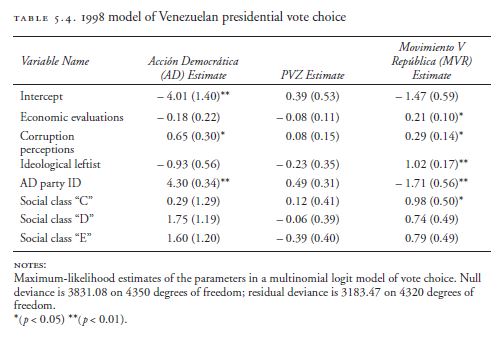 TABLE 5.4. 1998 model of Venezuelan presidential vote choice
Variable Name Acción Democrática (AD) Estimate PVZ Estimate Movimiento V República (MVR) Estimate
Intercept – 4.01 (1.40)** 0.39 (0.53) – 1.47 (0.59)
Economic evaluations – 0.18 (0.22) – 0.08 (0.11) 0.21 (0.10)*
Corruption perceptions 0.65 (0.30)* 0.08 (0.15) 0.29 (0.14)*
Ideological leftist – 0.93 (0.56) – 0.23 (0.35) 1.02 (0.17)**
AD party ID 4.30 (0.34)** 0.49 (0.31) – 1.71 (0.56)**
Social class “C” 0.29 (1.29) 0.12 (0.41) 0.98 (0.50)*
Social class “D” 1.75 (1.19) – 0.06 (0.39) 0.74 (0.49)
Social class “E” 1.60 (1.20) – 0.39 (0.40) 0.79 (0.49)
NOTES:
Maximum-likelihood estimates of the parameters in a multinomial logit model of vote choice. Null
deviance is 3831.08 on 4350 degrees of freedom; residual deviance is 3183.47 on 4320 degrees of
freedom.
*(p < 0.05) **(p < 0.01).